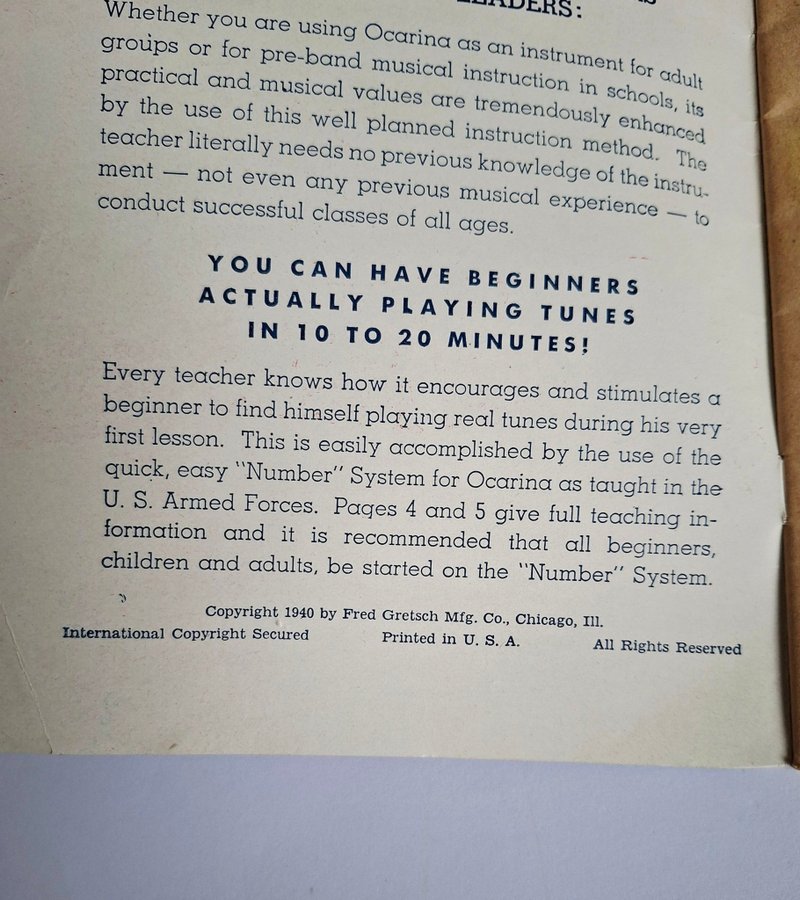 LEADERS:
Whether you are using Ocarina as an instrument for adult
groups or for pre-band musical instruction in schools, its
practical and musical values are tremendously enhanced
by the use of this well planned instruction method. The
teacher literally needs no previous knowledge of the instru-
ment — not even any previous musical experience — to
conduct successful classes of all ages.
YOU CAN HAVE BEGINNERS
ACTUALLY PLAYING TUNES
IN 10 TO 20 MINUTES!
Every teacher knows how it encourages and stimulates a
beginner to find himself playing real tunes during his very
first lesson. This is easily accomplished by the use of the
quick, easy "Number" System for Ocarina as taught in the
U. S. Armed Forces. Pages 4 and 5 give full teaching in-
formation and it is recommended that all beginners,
children and adults, be started on the "Number" System.
Copyright 1940 by Fred Gretsch Mfg. Co., Chicago, Ill.
International Copyright Secured Printed in U. S. A. All Rights Reserved